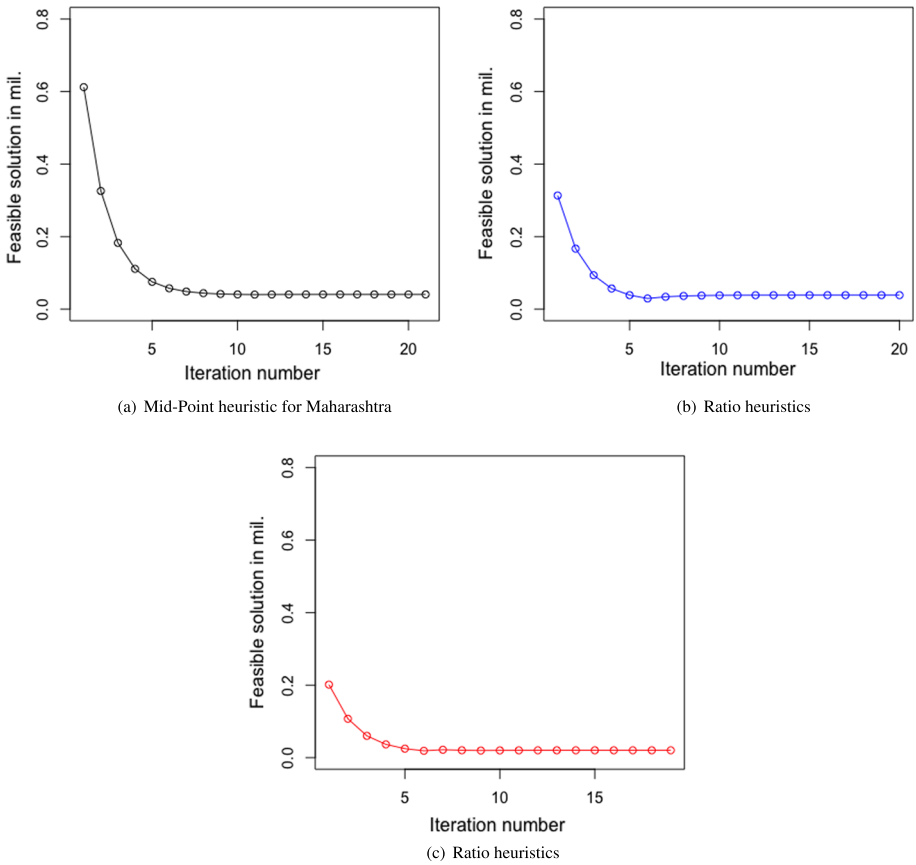 0.8
0.6
0.4
0.2
0.0
Feasible solution in mil.
5 10 15 20
Iteration number
(a) Mid-Point heuristic for Maharashtra
0.8
0.6
0.4
0.2
0.0
Feasible solution in mil.
5 10 15 20
Iteration number
(b) Ratio heuristics
0.8
0.6
0.4
0.2
0.0
Feasible solution in mil.
5 10 15
Iteration number
(c) Ratio heuristics